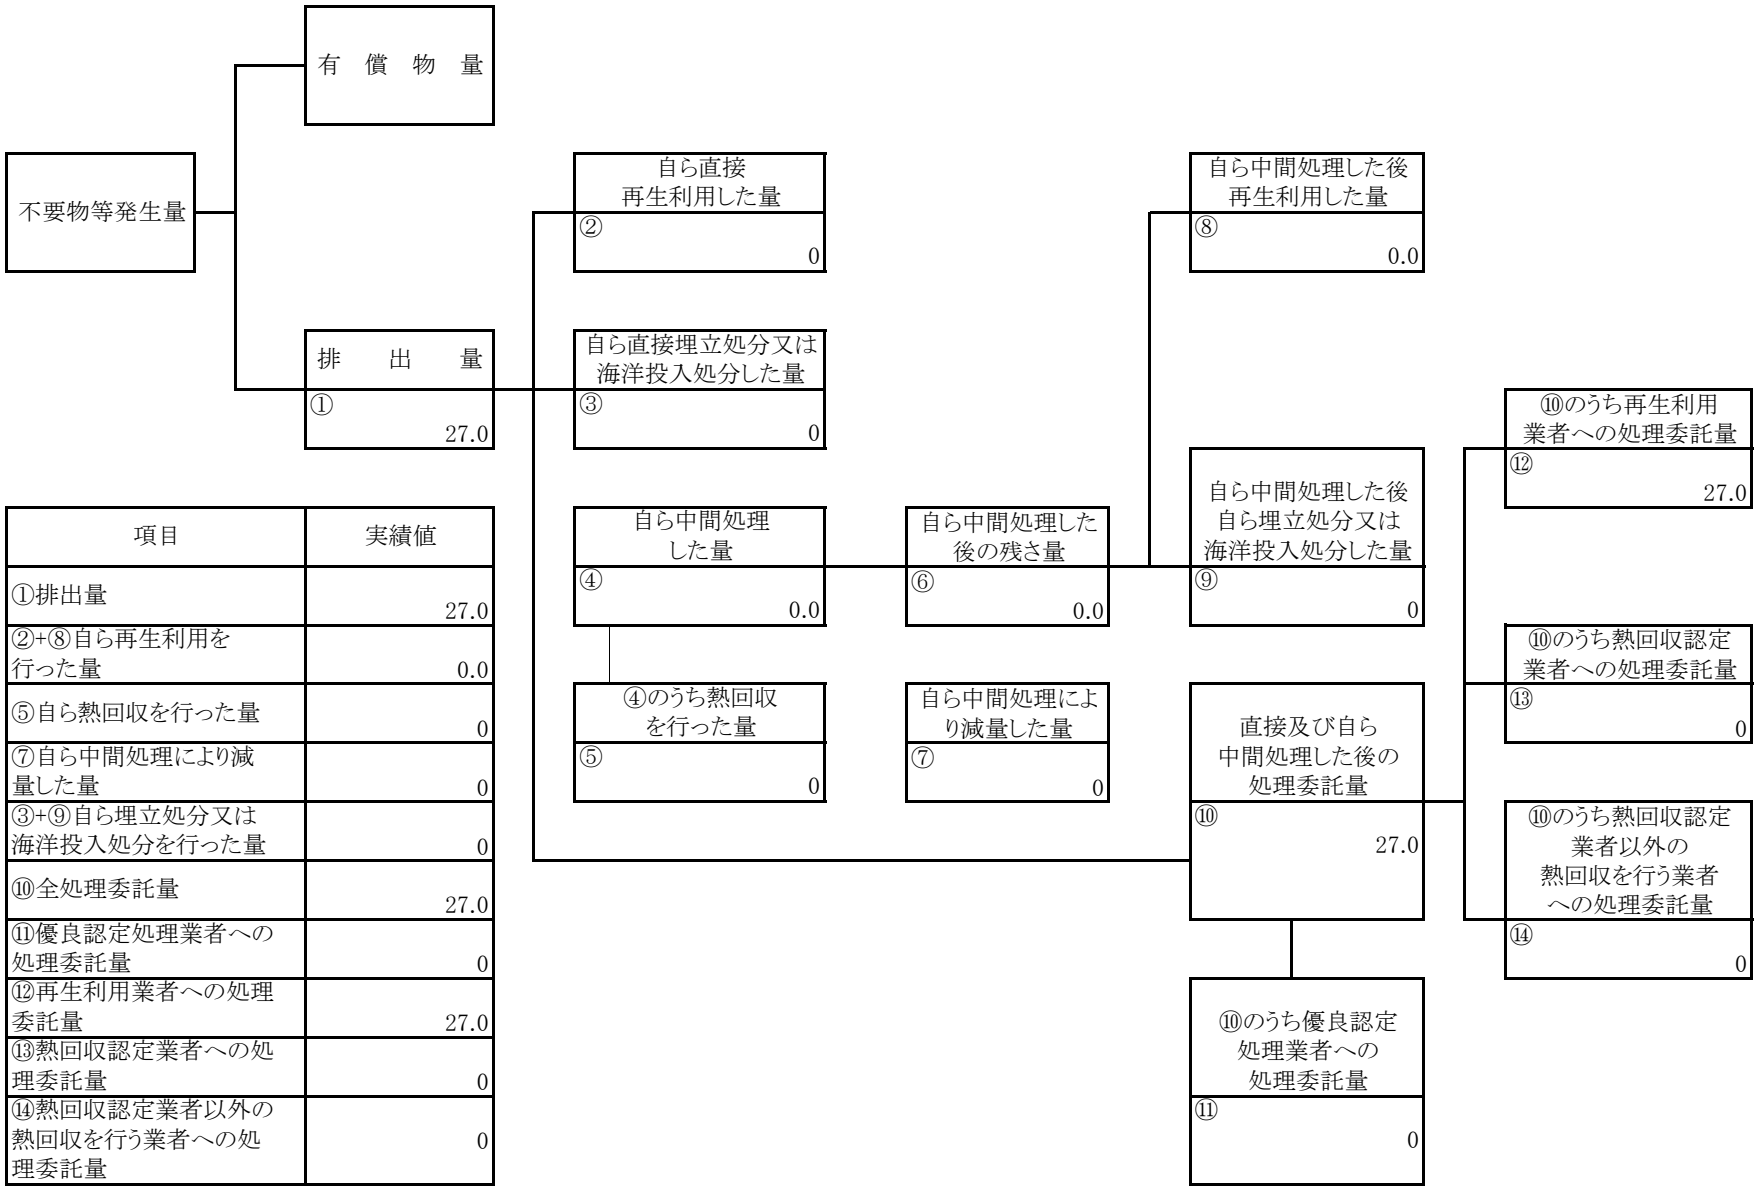 有償物量
不要物等発生量
自ら直接
再生利用した量
②
0
自ら中間処理した後
再生利用した量
⑧
0.0
排出量
①
27.0
自ら直接埋立処分又は
海洋投入処分した量
③
0
⑩のうち再生利用
業者への処理委託量
⑫
27.0
自ら中間処理
した量
④
0.0
自ら中間処理した
後の残さ量
⑥
0.0
自ら中間処理した後
自ら埋立処分又は
海洋投入処分した量
⑨
0
⑩のうち熱回収認定
業者への処理委託量
⑬
0
④のうち熱回収
を行った量
⑤
0
自ら中間処理によ
り減量した量
⑦
0
直接及び自ら
中間処理した後の
処理委託量
⑩
27.0
⑩のうち熱回収認定
業者以外の
熱回収を行う業者
への処理委託量
⑭
0
⑩のうち優良認定
処理業者への
処理委託量
⑪
0
項目 実績値
①排出量
27.0
②+⑧自ら再生利用を
行った量 0.0
⑤自ら熱回収を行った量
0
⑦自ら中間処理により減
量した量 0
③+⑨自ら埋立処分又は
海洋投入処分を行った量 0
⑩全処理委託量
27.0
⑪優良認定処理業者への
処理委託量 0
⑫再生利用業者への処理
委託量 27.0
⑬熱回収認定業者への処
理委託量 0
⑭熱回収認定業者以外の
熱回収を行う業者への処 0
理委託量